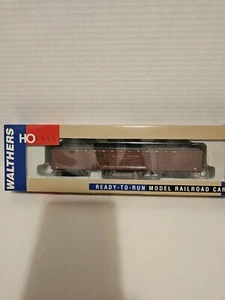 WALTHERS
HO
READY-TO-RUN MODEL RAILROAD CAR